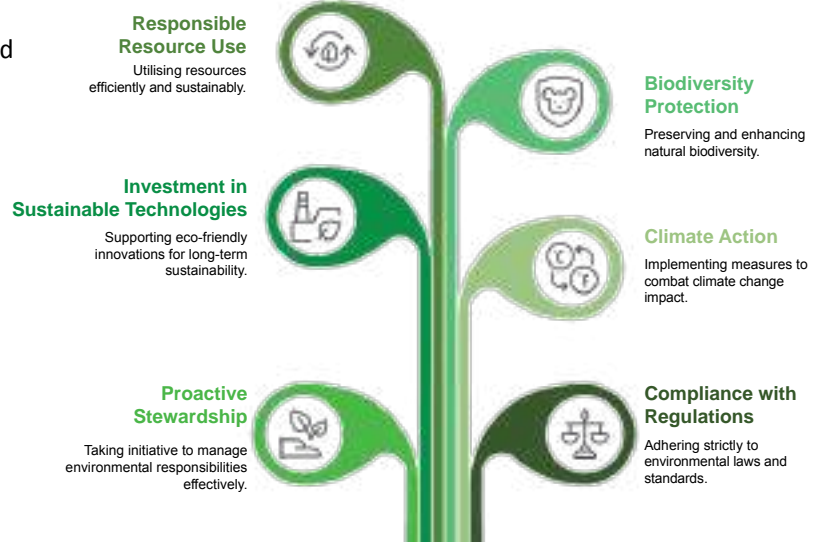 d
Responsible
Resource Use
Utilising resources
efficiently and sustainably.
Biodiversity
Protection
Preserving and enhancing
natural biodiversity.
Investment in
Sustainable Technologies
Supporting eco-friendly
innovations for long-term
sustainability.
Climate Action
Implementing measures to
combat climate change
impact.
Proactive
Stewardship
Taking initiative to manage
environmental responsibilities
effectively.
Compliance with
Regulations
Adhering strictly to
environmental laws and
standards.